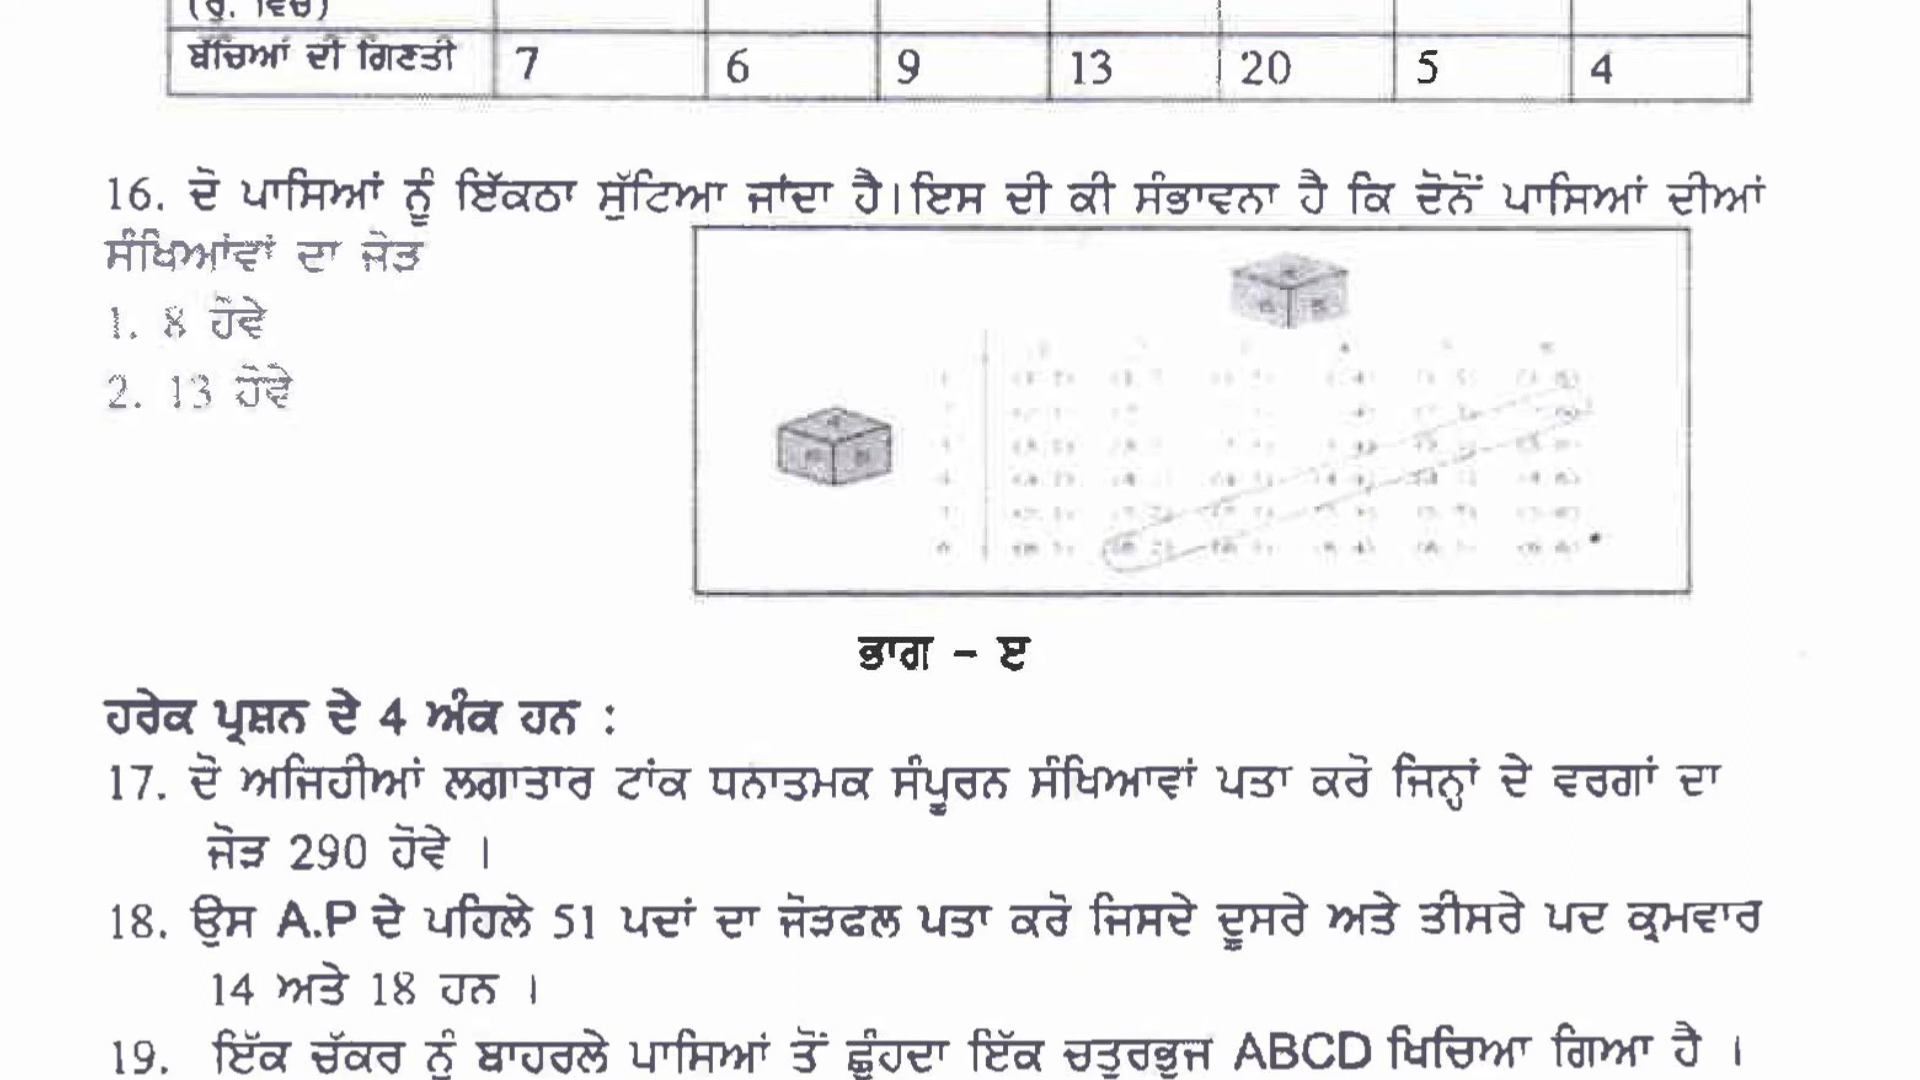 (ਰੁ. ਵਿਚ)
ਬੱਚਿਆਂ ਦੀ ਗਿਣਤੀ 7 6 9 13 20 5 4
16. ਦੋ ਪਾਸਿਆਂ ਨੂੰ ਇੱਕਠਾ ਸੁੱਟਿਆ ਜਾਂਦਾ ਹੈ।ਇਸ ਦੀ ਕੀ ਸੰਭਾਵਨਾ ਹੈ ਕਿ ਦੋਨੋਂ ਪਾਸਿਆਂ ਦੀਆਂ
ਸੰਖਿਆਂਵਾਂ ਦਾ ਜੋੜ
1. 8 ਹੋਵੇ
2. 13 ਹੋਵੇ
ਭਾਗ – ੲ
ਹਰੇਕ ਪ੍ਰਸ਼ਨ ਦੇ 4 ਅੰਕ ਹਨ :
17. ਦੋ ਅਜਿਹੀਆਂ ਲਗਾਤਾਰ ਟਾਂਕ ਧਨਾਤਮਕ ਸੰਪੂਰਨ ਸੰਖਿਆਵਾਂ ਪਤਾ ਕਰੋ ਜਿਨ੍ਹਾਂ ਦੇ ਵਰਗਾਂ ਦਾ
ਜੋੜ 290 ਹੋਵੇ ।
18. ਉਸ A.P ਦੇ ਪਹਿਲੇ 51 ਪਦਾਂ ਦਾ ਜੋੜਫਲ ਪਤਾ ਕਰੋ ਜਿਸਦੇ ਦੂਸਰੇ ਅਤੇ ਤੀਸਰੇ ਪਦ ਕ੍ਰਮਵਾਰ
14 ਅਤੇ 18 ਹਨ ।
19. ਇੱਕ ਚੱਕਰ ਨੂੰ ਬਾਹਰਲੇ ਪਾਸਿਆਂ ਤੋਂ ਛੂੰਹਦਾ ਇੱਕ ਚਤੁਰਭੁਜ ABCD ਖਿਚਿਆ ਗਿਆ ਹੈ ।